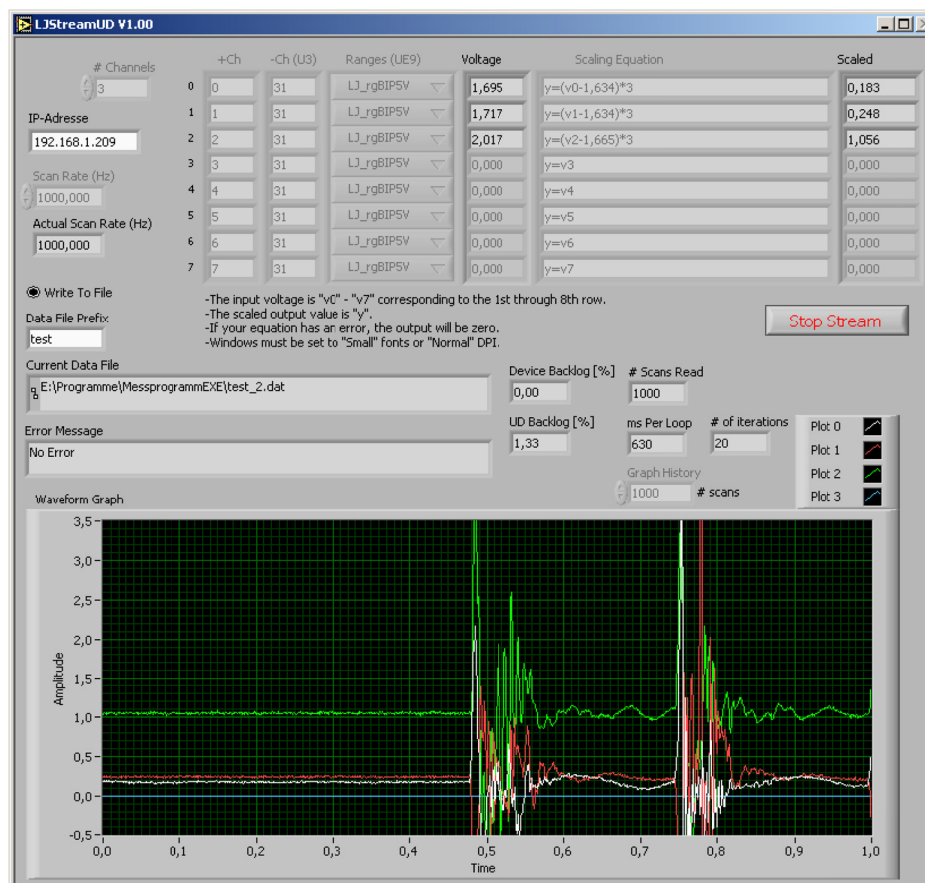 LJStreamUD V1.00
# Channels
3
IP-Adresse
192.168.1.209
Scan Rate (Hz)
1000,000
Actual Scan Rate (Hz)
1000,000
+Ch -Ch (U3) Ranges (UE9) Voltage Scaling Equation Scaled
0 0 31 LJ_rgBIP5V 1,695 y=(v0-1,634)*3 0,183
1 1 31 LJ_rgBIP5V 1,717 y=(v1-1,634)*3 0,248
2 2 31 LJ_rgBIP5V 2,017 y=(v2-1,665)*3 1,056
3 3 31 LJ_rgBIP5V 0,000 y=v3 0,000
4 4 31 LJ_rgBIP5V 0,000 y=v4 0,000
5 5 31 LJ_rgBIP5V 0,000 y=v5 0,000
6 6 31 LJ_rgBIP5V 0,000 y=v6 0,000
7 7 31 LJ_rgBIP5V 0,000 y=v7 0,000
Write To File
Data File Prefix
test
-The input voltage is "v0" - "v7" corresponding to the 1st through 8th row.
-The scaled output value is "y".
-If your equation has an error, the output will be zero.
-Windows must be set to "Small" fonts or "Normal" DPI.
Stop Stream
Current Data File
E:\Programme\MessprogrammEXE\test_2.dat
Error Message
No Error
Device Backlog [%] # Scans Read
0,00 1000
UD Backlog [%] ms Per Loop # of iterations
1,33 630 20
Graph History
1000 # scans
Plot 0
Plot 1
Plot 2
Plot 3
Waveform Graph
Amplitude
3,5
3,0
2,5
2,0
1,5
1,0
0,5
0,0
-0,5
0,0 0,1 0,2 0,3 0,4 0,5 0,6 0,7 0,8 0,9 1,0
Time